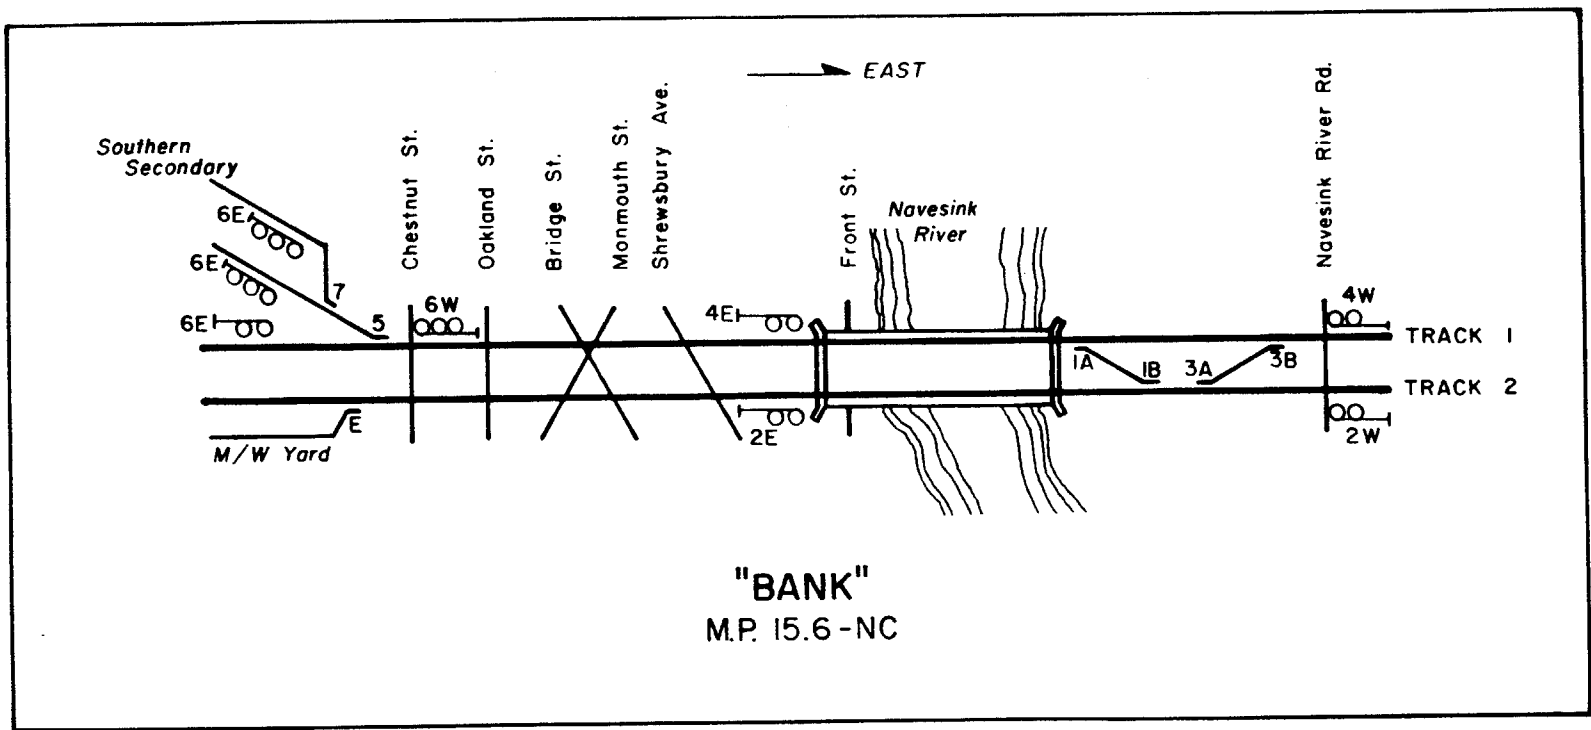 EAST
Southern
Secondary
Chestnut St.
Oakland St.
Bridge St.
Monmouth St.
Shrewsbury Ave.
Front St.
Navesink
River
Navesink River Rd.
6E
6E
6E
7
5
6W
4E
4W
TRACK 1
1A
1B
3A
3B
TRACK 2
E
M/W Yard
2E
2W
"BANK"
M.P. 15.6-NC